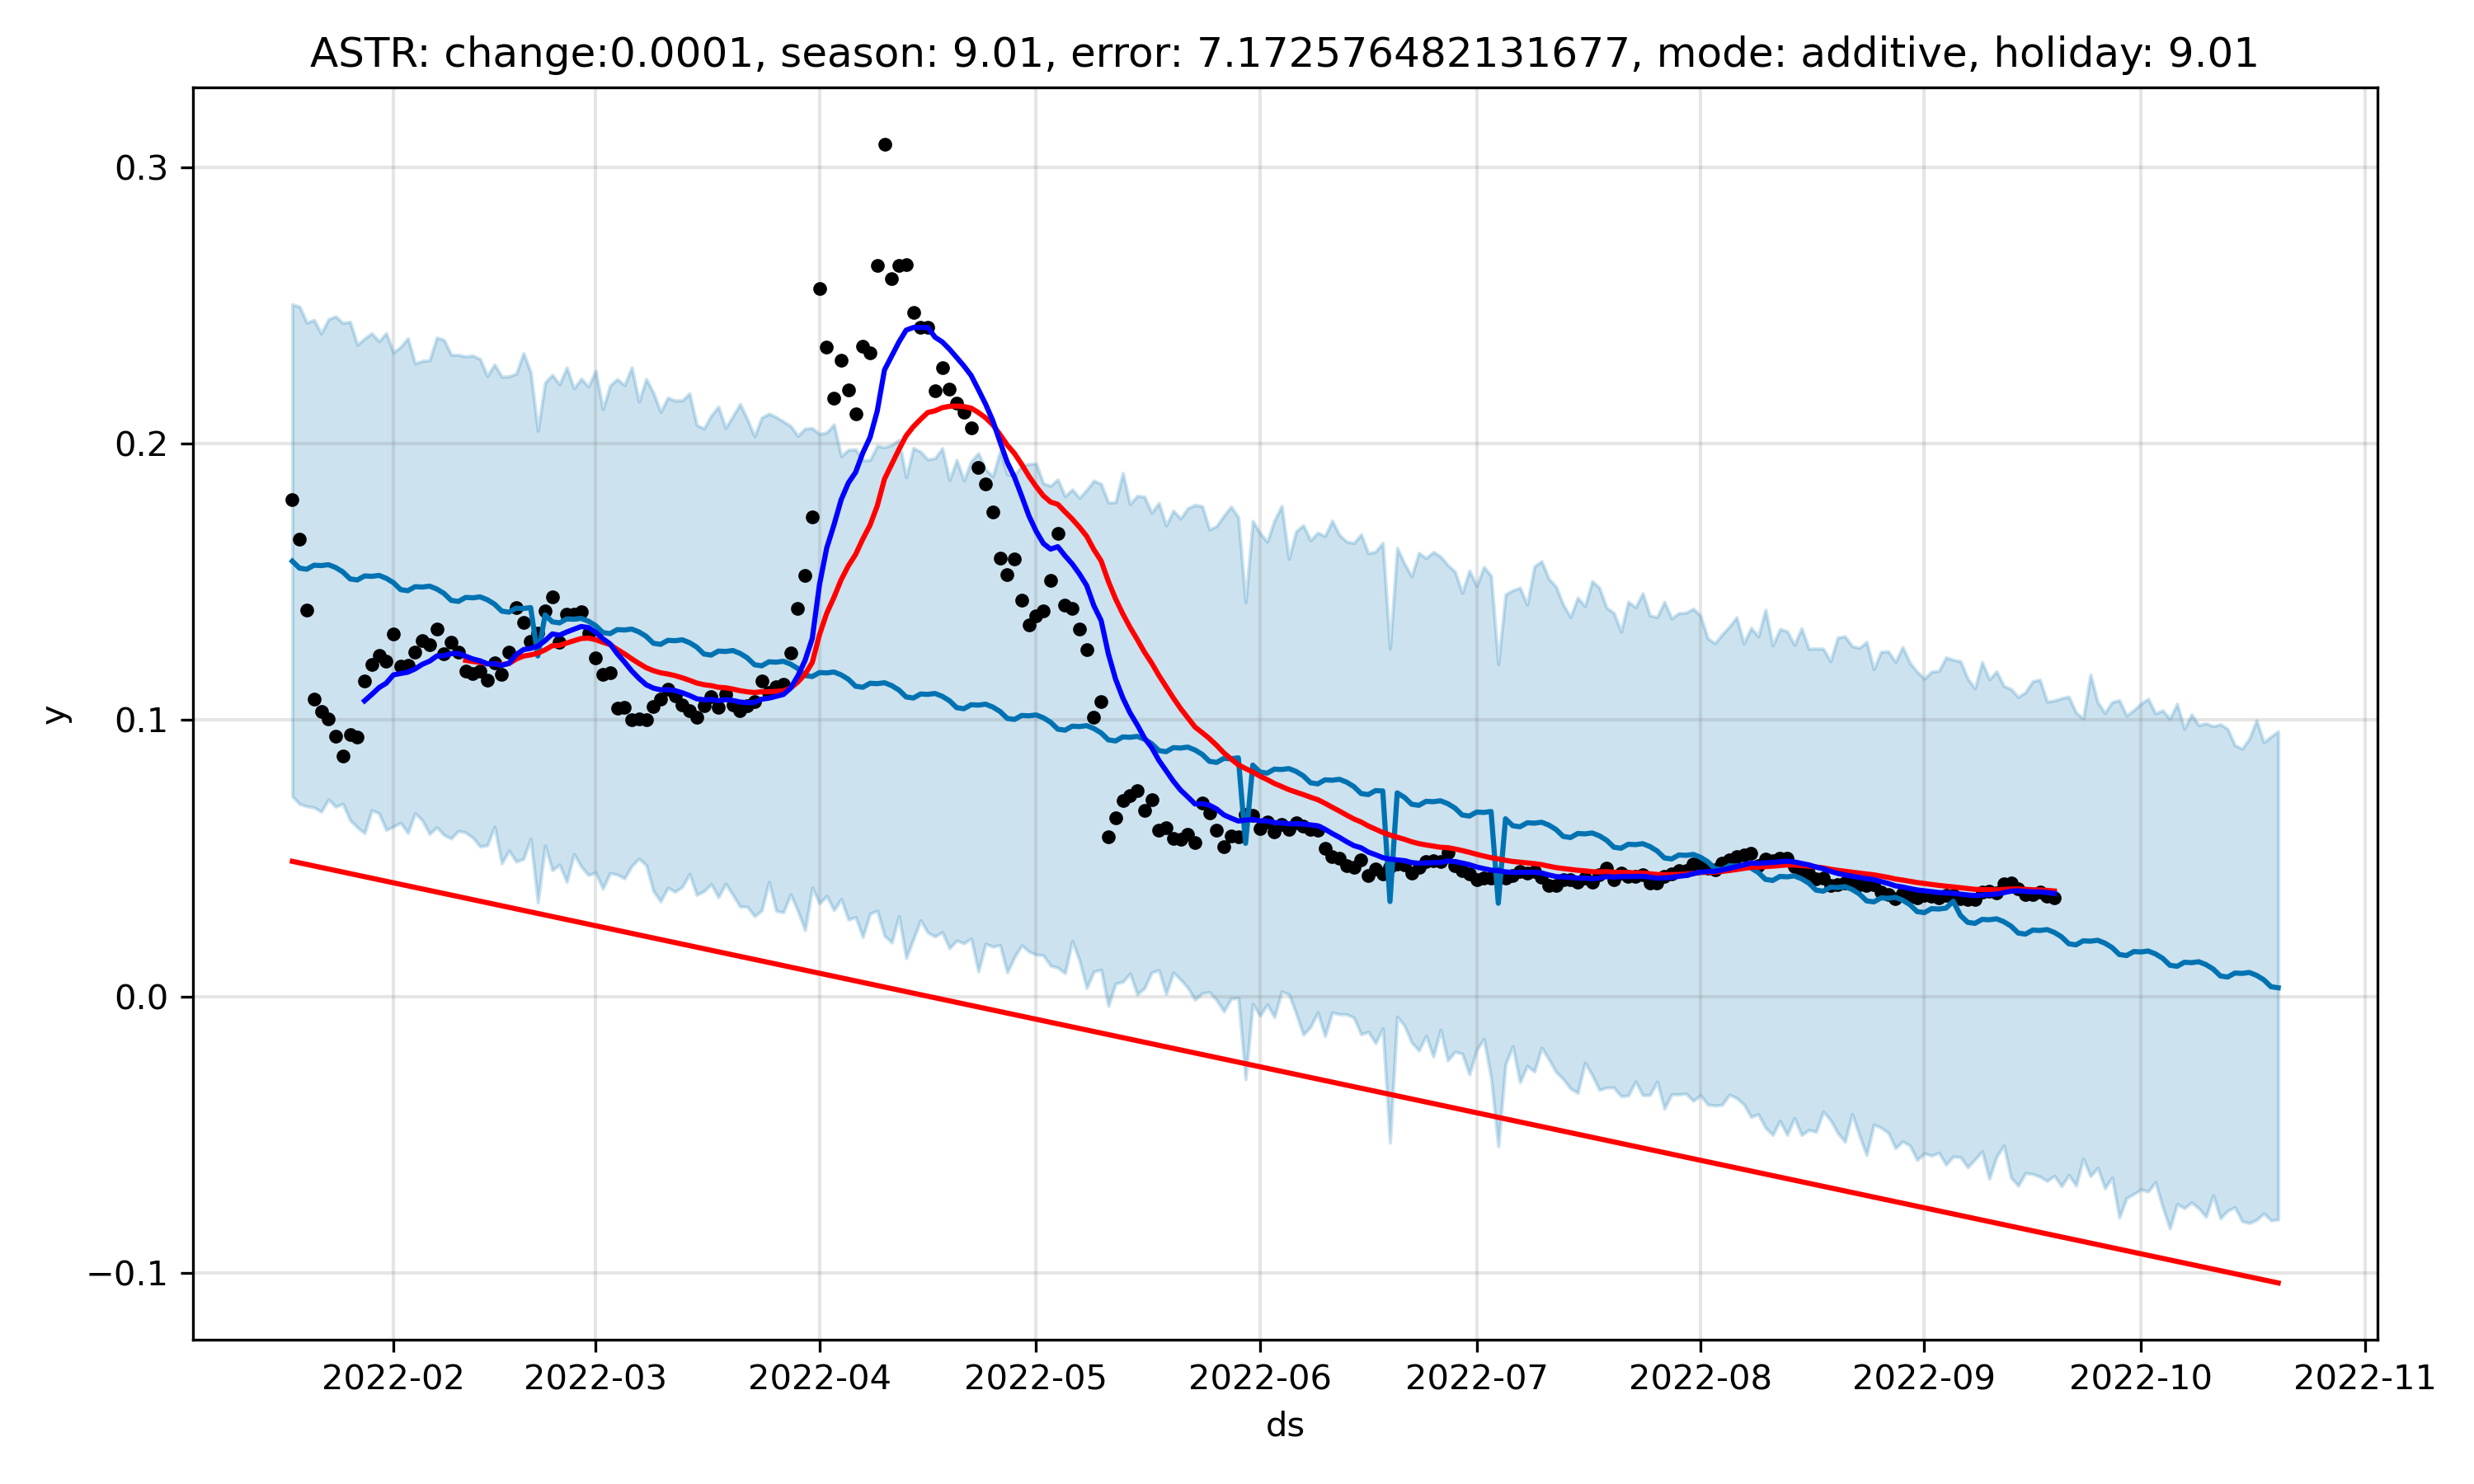 ASTR: change:0.0001, season: 9.01, error: 7.172576482131677, mode: additive, holiday: 9.01
0.3
0.2
0.1
0.0
−0.1
y
2022-02 2022-03 2022-04 2022-05 2022-06 2022-07 2022-08 2022-09 2022-10 2022-11
ds